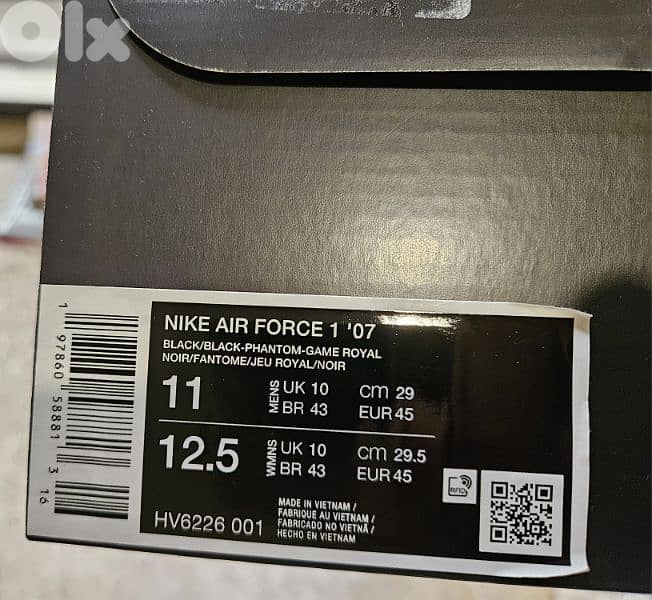 Olx
NIKE AIR FORCE 1 '07
BLACK/BLACK-PHANTOM-GAME ROYAL
NOIR/FANTOME/JEU ROYAL/NOIR
11 MENS UK 10 cm 29
BR 43 EUR 45
12.5 WMNS UK 10 cm 29.5
BR 43 EUR 45
MADE IN VIETNAM /
FABRIQUE AU VIETNAM /
FABRICADO NO VIETNÃ /
HECHO EN VIETNAM
HV6226 001
RFID
1 97860 58881 3 16